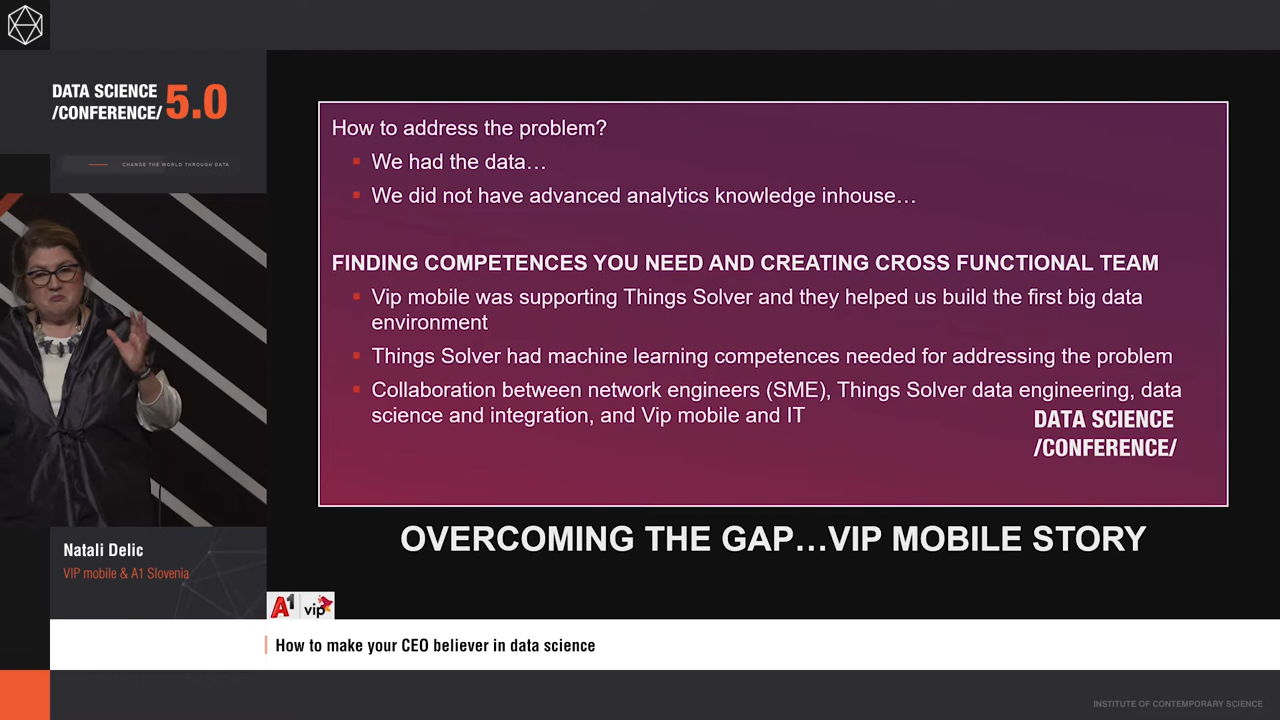 DATA SCIENCE
/CONFERENCE/ 5.0
CHANGE THE WORLD THROUGH DATA
How to address the problem?
We had the data…
We did not have advanced analytics knowledge inhouse…
FINDING COMPETENCES YOU NEED AND CREATING CROSS FUNCTIONAL TEAM
Vip mobile was supporting Things Solver and they helped us build the first big data
environment
Things Solver had machine learning competences needed for addressing the problem
Collaboration between network engineers (SME), Things Solver data engineering, data
science and integration, and Vip mobile and IT
DATA SCIENCE
/CONFERENCE/
OVERCOMING THE GAP…VIP MOBILE STORY
Natali Delic
VIP mobile & A1 Slovenia
A1 vip
How to make your CEO believer in data science
INSTITUTE OF CONTEMPORARY SCIENCE